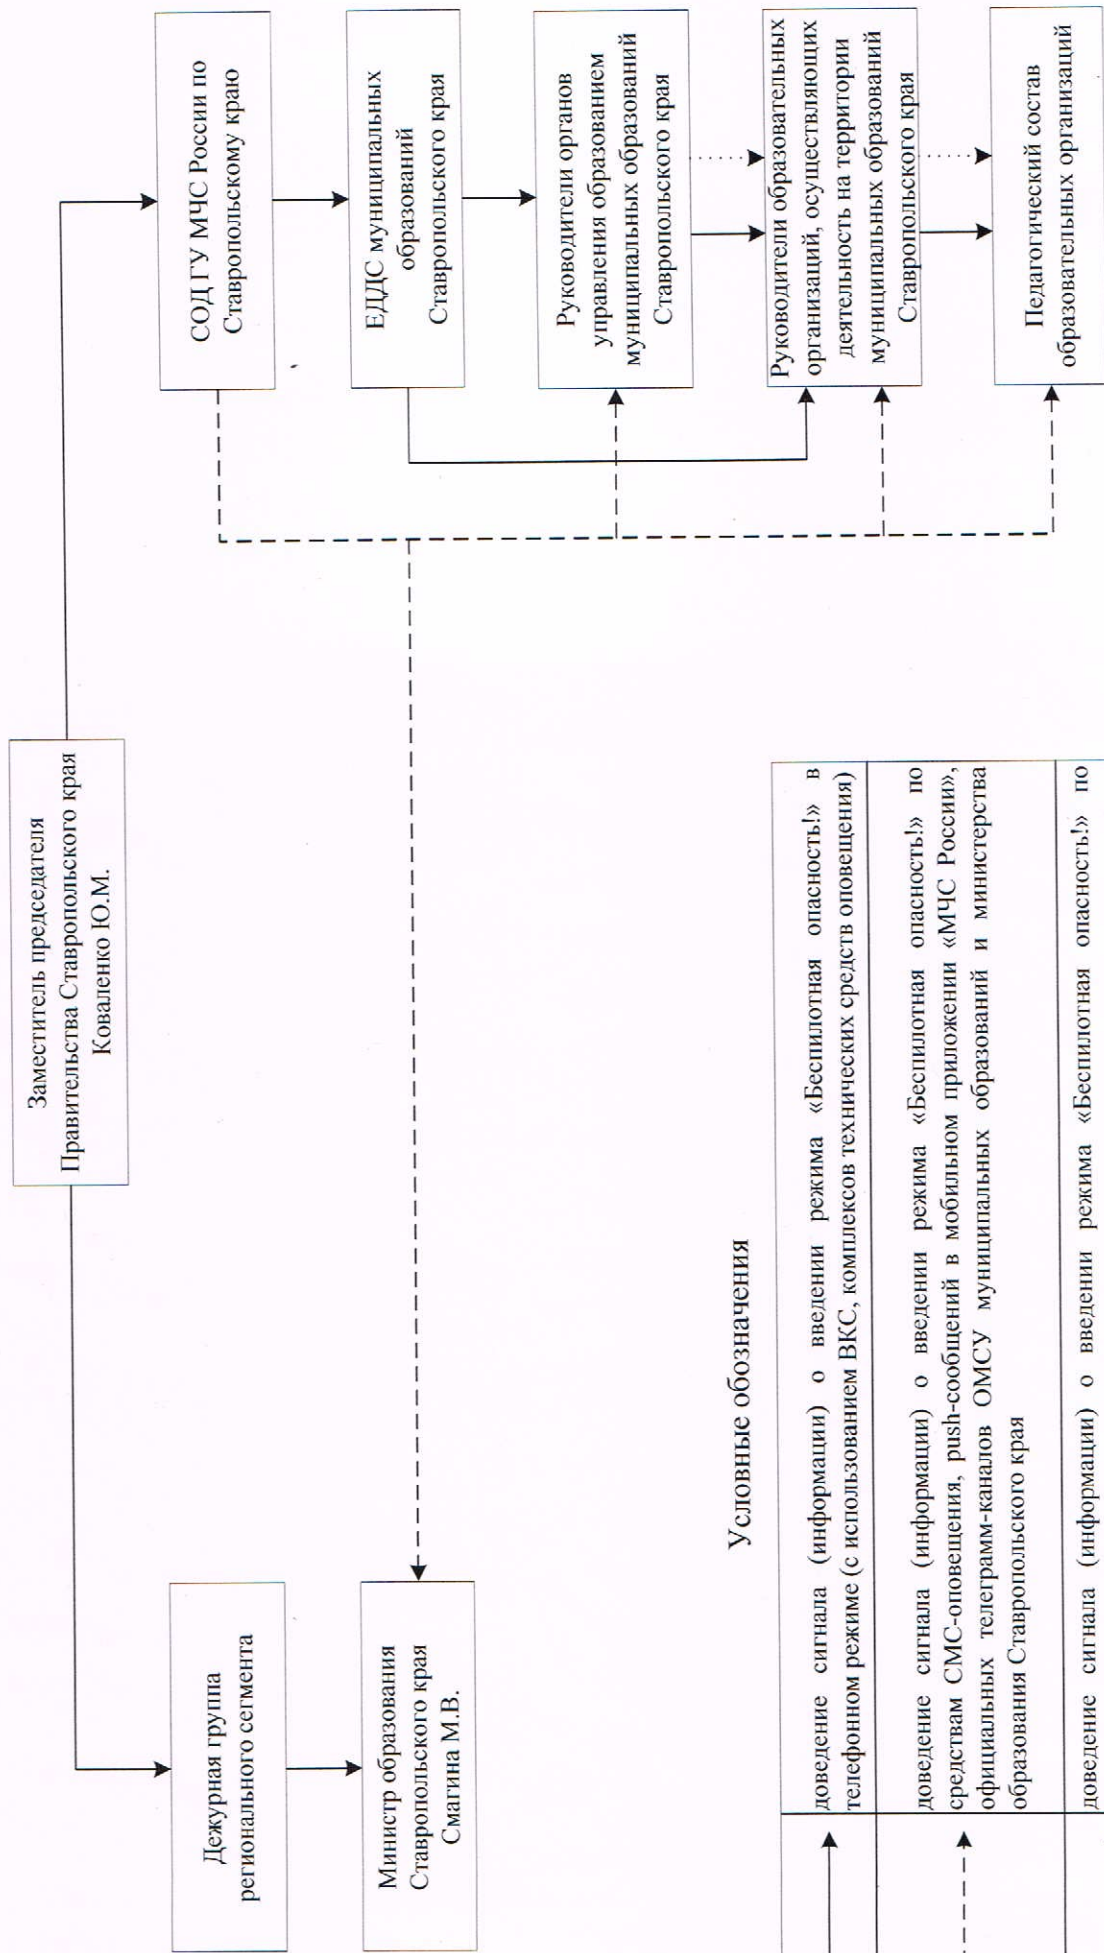 Заместитель председателя
Правительства Ставропольского края
Коваленко Ю.М.
Дежурная группа
регионального сегмента
Министр образования
Ставропольского края
Смагина М.В.
СОД ГУ МЧС России по
Ставропольскому краю
ЕДДС муниципальных
образований
Ставропольского края
Руководители органов
управления образованием
муниципальных образований
Ставропольского края
Руководители образовательных
организаций, осуществляющих
деятельность на территории
муниципальных образований
Ставропольского края
Педагогический состав
образовательных организаций
Условные обозначения
доведение сигнала (информации) о введении режима «Беспилотная опасность!» в
телефонном режиме (с использованием ВКС, комплексов технических средств оповещения)
доведение сигнала (информации) о введении режима «Беспилотная опасность!» по
средствам СМС-оповещения, push-сообщений в мобильном приложении «МЧС России»,
официальных телеграмм-каналов ОМСУ муниципальных образований и министерства
образования Ставропольского края
доведение сигнала (информации) о введении режима «Беспилотная опасность!» по